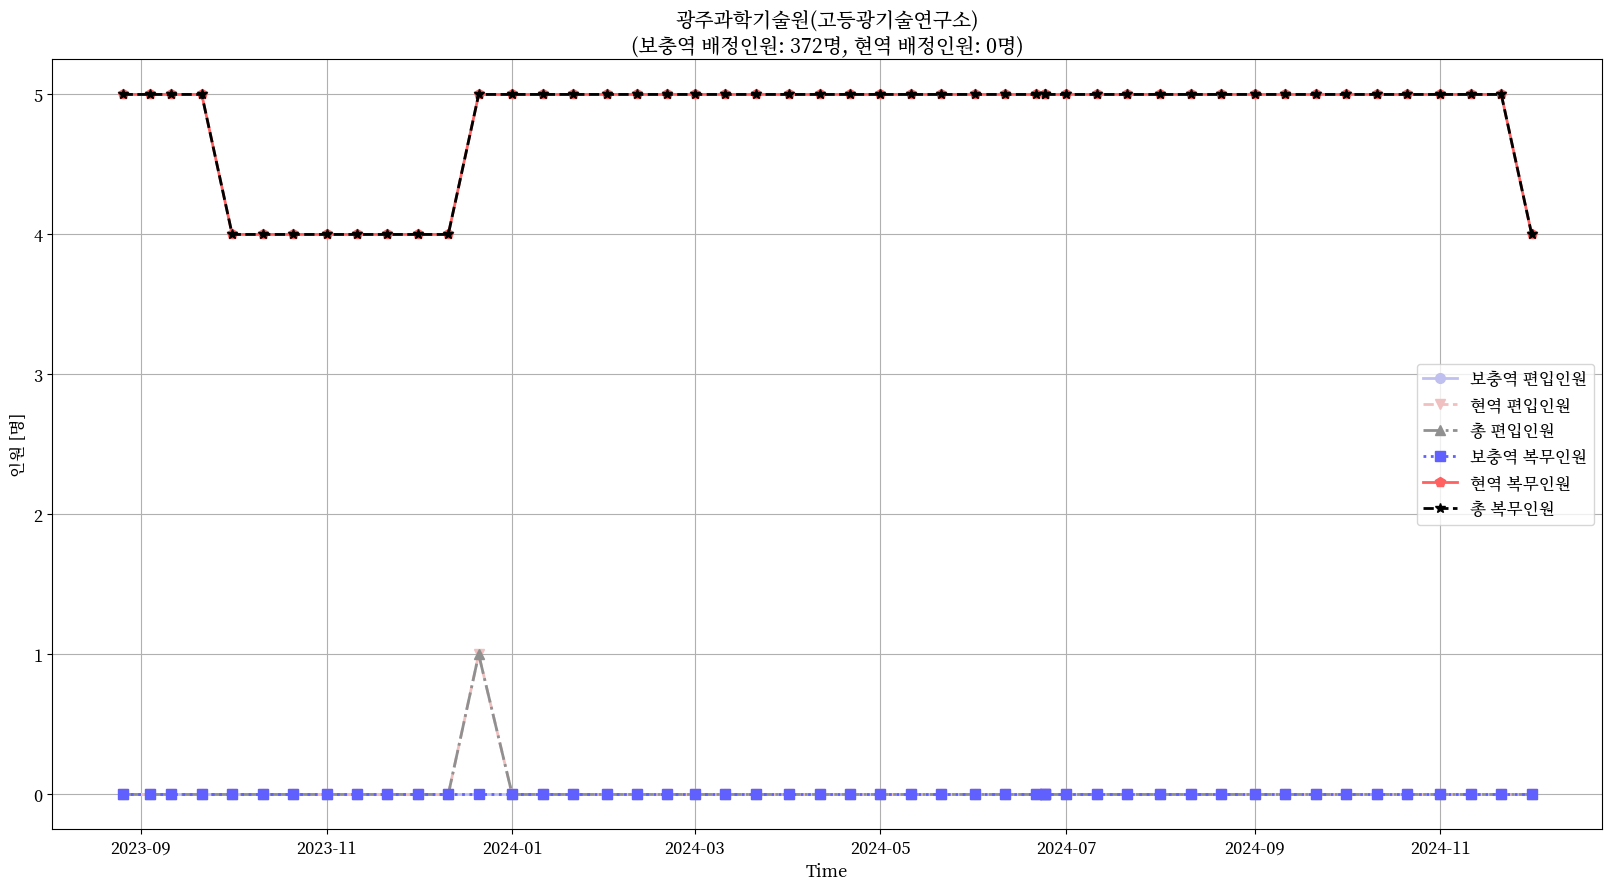 광주과학기술원(고등광기술연구소)
(보충역 배정인원: 372명, 현역 배정인원: 0명)
5
4
3
2
1
0
인원 [명]
보충역 편입인원
현역 편입인원
총 편입인원
보충역 복무인원
현역 복무인원
총 복무인원
2023-09 2023-11 2024-01 2024-03 2024-05 2024-07 2024-09 2024-11
Time